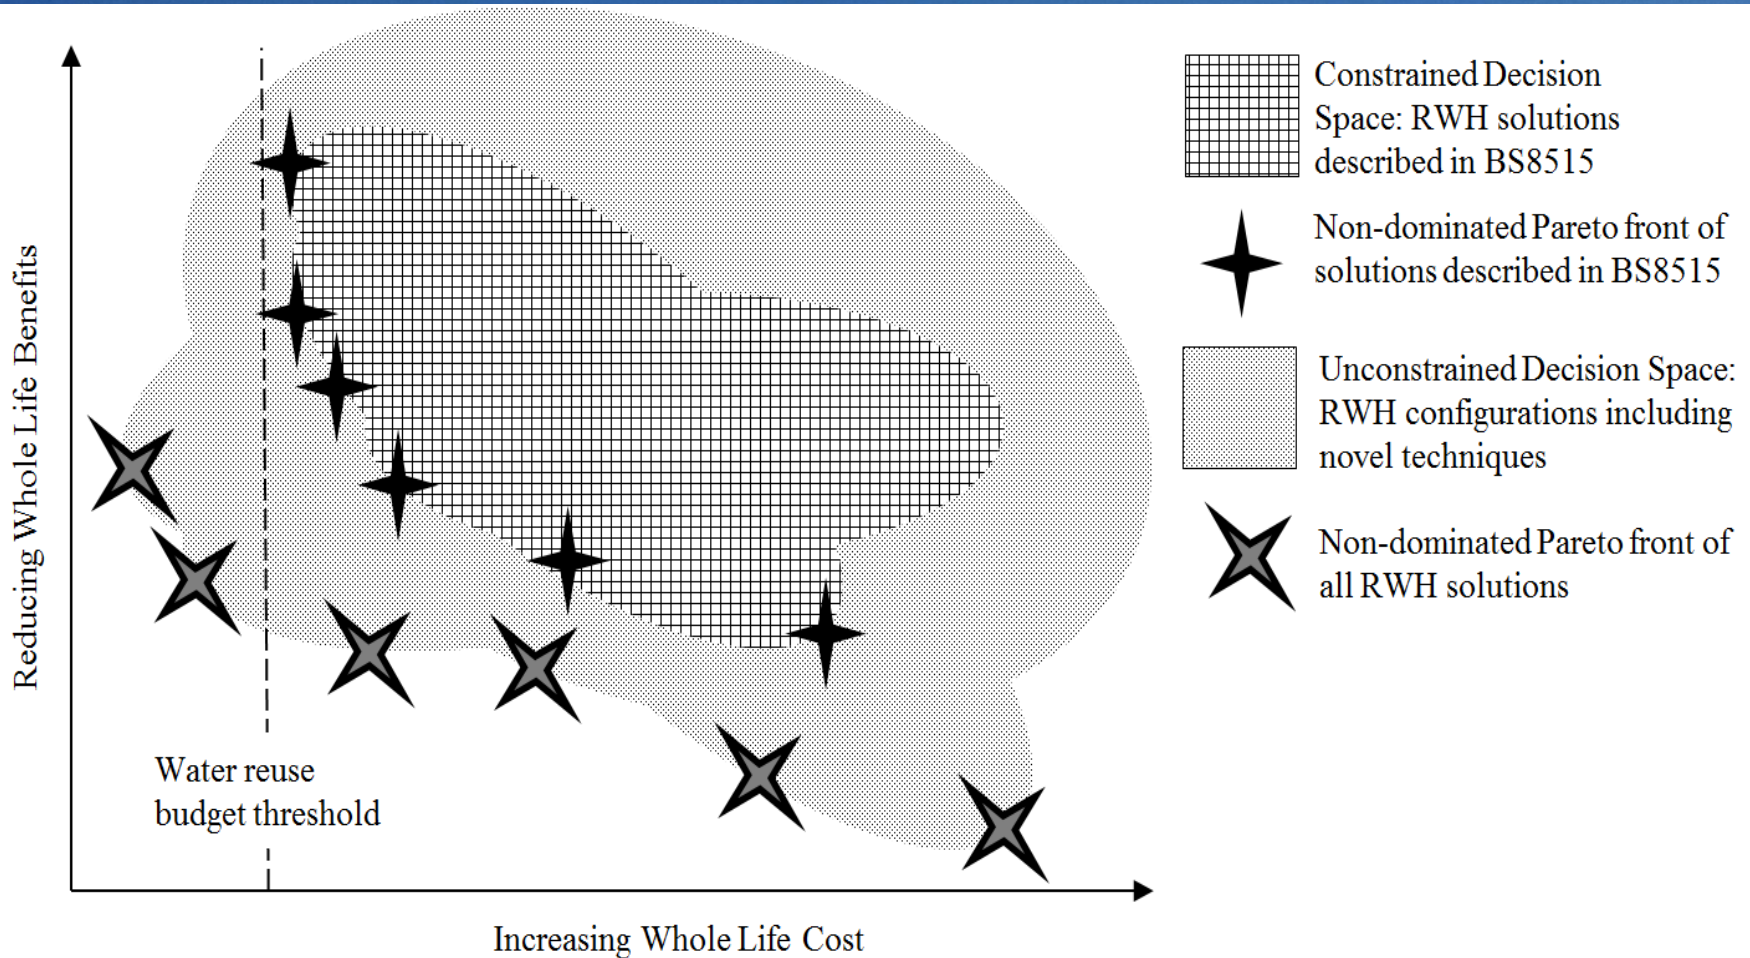 Reducing Whole Life Benefits
Water reuse
budget threshold
Increasing Whole Life Cost
Constrained Decision
Space: RWH solutions
described in BS8515
Non-dominated Pareto front of
solutions described in BS8515
Unconstrained Decision Space:
RWH configurations including
novel techniques
Non-dominated Pareto front of
all RWH solutions